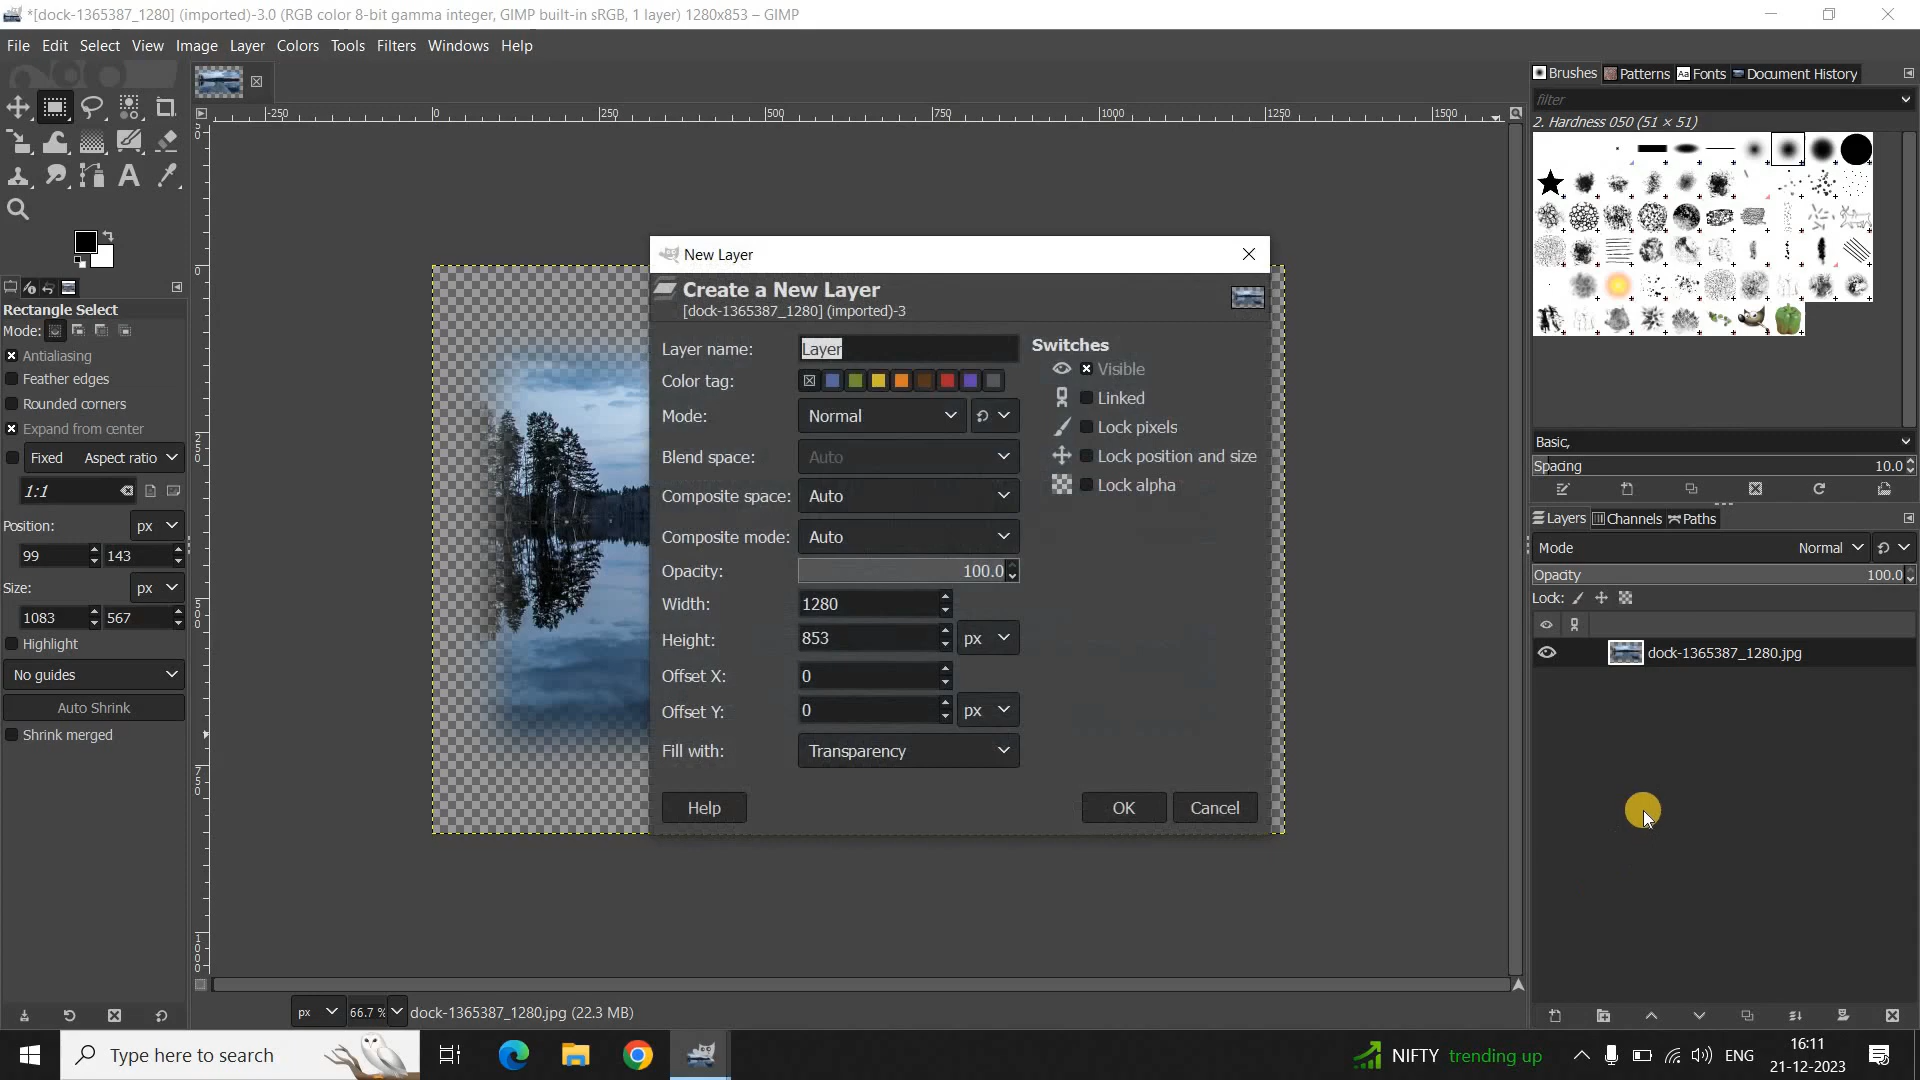 *[dock-1365387_1280] (imported)-3.0 (RGB color 8-bit gamma integer, GIMP built-in sRGB, 1 layer) 1280x853 – GIMP
File Edit Select View Image Layer Colors Filters Windows Help
Tools
Brushes Patterns Fonts Document History
filter
2. Hardness 050 (51 × 51)
-250 0 250 500 750 1000 1250 1500
Rectangle Select
Mode:
Antialiasing
Feather edges
Rounded corners
Expand from center
Fixed Aspect ratio
1:1
Position: px
99 143
Size: px
1083 567
Highlight
No guides
Auto Shrink
Shrink merged
New Layer
Create a New Layer
[dock-1365387_1280] (imported)-3
Layer name: Layer
Color tag:
Mode: Normal
Blend space: Auto
Composite space: Auto
Composite mode: Auto
Opacity: 100.0
Width: 1280
Height: 853 px
Offset X: 0
Offset Y: 0 px
Fill with: Transparency
Switches
Visible
Linked
Lock pixels
Lock position and size
Lock alpha
Help OK Cancel
Basic,
Spacing 10.0
Layers Channels Paths
Mode Normal
Opacity 100.0
Lock:
dock-1365387_1280.jpg
px 66.7 % dock-1365387_1280.jpg (22.3 MB)
Type here to search
NIFTY trending up
ENG
16:11
21-12-2023